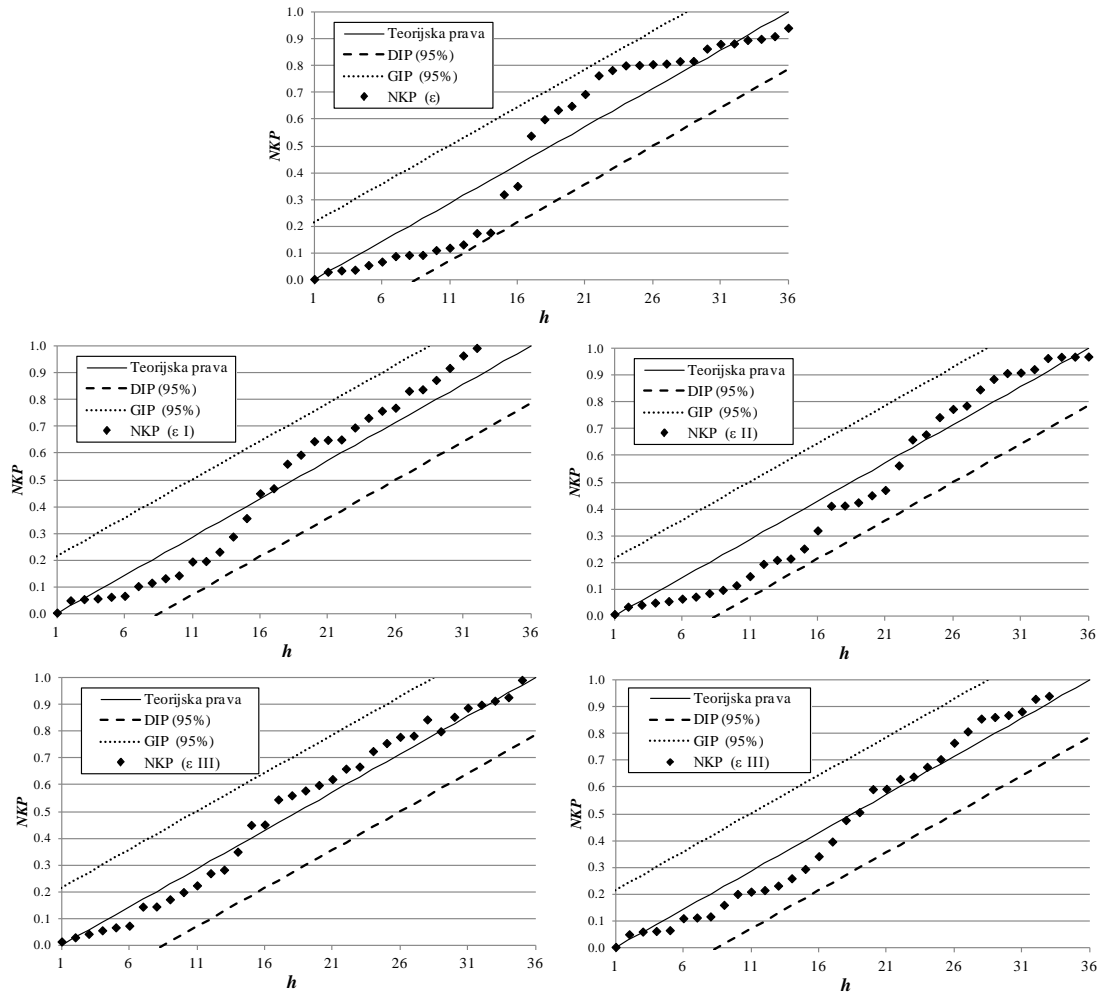 1.0
0.9
0.8
0.7
0.6
0.5
0.4
0.3
0.2
0.1
0.0
NKP
Teorijska prava
DIP (95%)
GIP (95%)
NKP (ε)
1 6 11 16 21 26 31 36
h
1.0
0.9
0.8
0.7
0.6
0.5
0.4
0.3
0.2
0.1
0.0
NKP
Teorijska prava
DIP (95%)
GIP (95%)
NKP (ε I)
1 6 11 16 21 26 31 36
h
1.0
0.9
0.8
0.7
0.6
0.5
0.4
0.3
0.2
0.1
0.0
NKP
Teorijska prava
DIP (95%)
GIP (95%)
NKP (ε II)
1 6 11 16 21 26 31 36
h
1.0
0.9
0.8
0.7
0.6
0.5
0.4
0.3
0.2
0.1
0.0
NKP
Teorijska prava
DIP (95%)
GIP (95%)
NKP (ε III)
1 6 11 16 21 26 31 36
h
1.0
0.9
0.8
0.7
0.6
0.5
0.4
0.3
0.2
0.1
0.0
NKP
Teorijska prava
DIP (95%)
GIP (95%)
NKP (ε III)
1 6 11 16 21 26 31 36
h